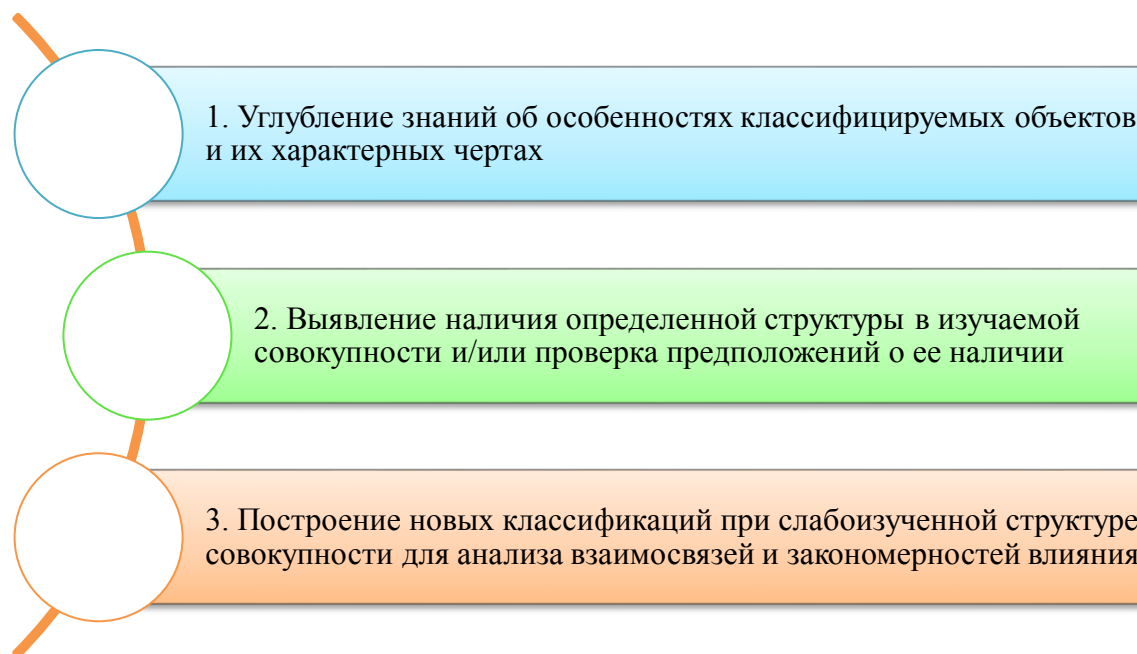 1. Углубление знаний об особенностях классифицируемых объектов
и их характерных чертах
2. Выявление наличия определенной структуры в изучаемой
совокупности и/или проверка предположений о ее наличии
3. Построение новых классификаций при слабоизученной структуре
совокупности для анализа взаимосвязей и закономерностей влияния